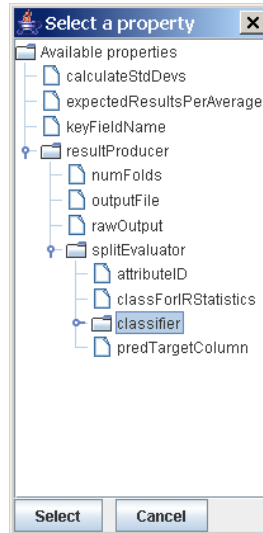 Select a property
Available properties
calculateStdDevs
expectedResultsPerAverage
keyFieldName
resultProducer
numFolds
outputFile
rawOutput
splitEvaluator
attributeID
classForIRStatistics
classifier
predTargetColumn
Select Cancel